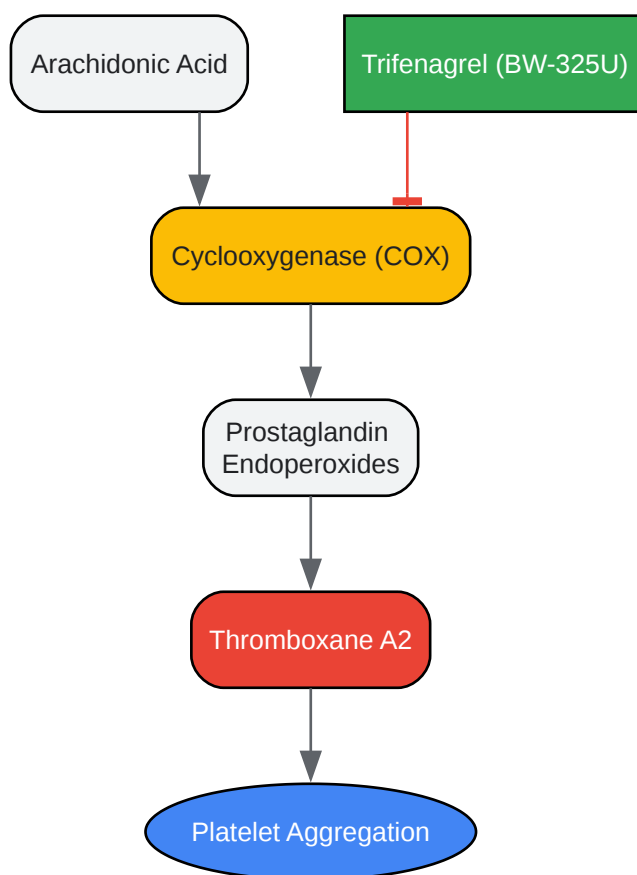 Arachidonic Acid
Trifenagrel (BW-325U)
Cyclooxygenase (COX)
Prostaglandin
Endoperoxides
Thromboxane A2
Platelet Aggregation